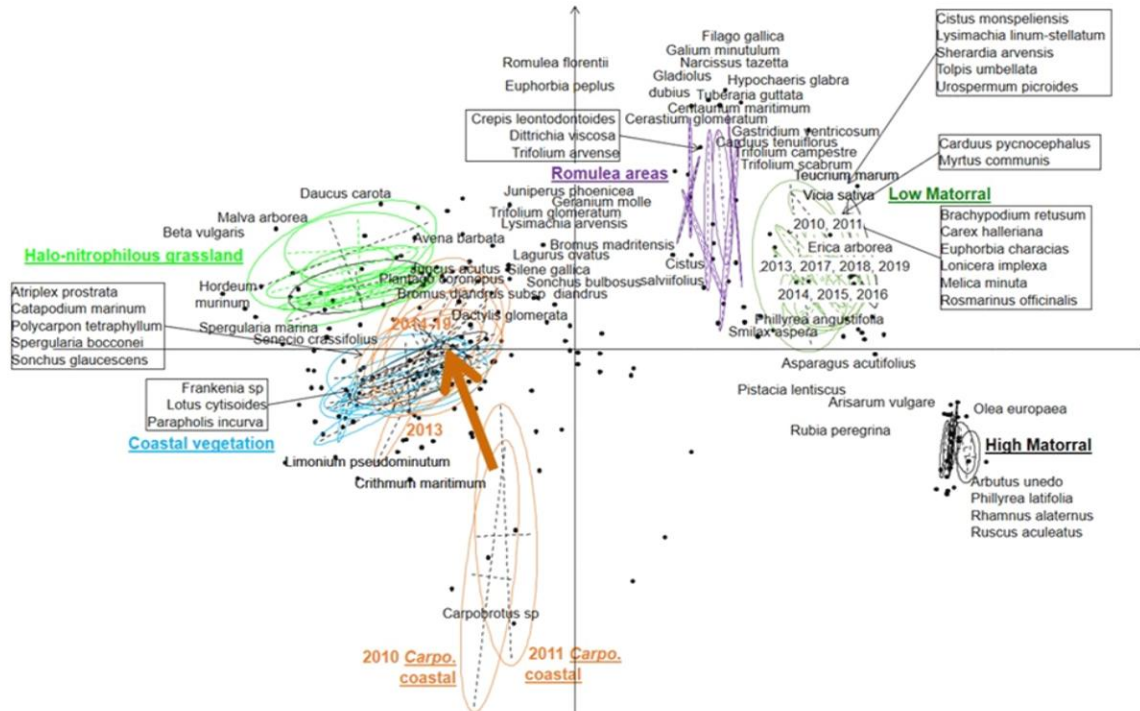 Cistus monspeliensis
Lysimachia linum-stellatum
Sherardia arvensis
Tolpis umbellata
Urospermum picroides
Filago gallica
Galium minutulum
Romulea florentii
Narcissus tazetta
Gladiolus
dubius
Hypochaeris glabra
Euphorbia peplus
Tuberaria guttata
Centaurium maritimum
Crepis leontodontoides
Dittrichia viscosa
Trifolium arvense
Cerastium glomeratum
Gastridium ventricosum
Carduus tenuiflorus
Trifolium campestre
Trifolium scabrum
Carduus pycnocephalus
Myrtus communis
Romulea areas
Teucrium marum
Vicia sativa
Low Matorral
Daucus carota
Juniperus phoenicea
Geranium molle
Malva arborea
Trifolium glomeratum
Lysimachia arvensis
2010, 2011
Brachypodium retusum
Carex halleriana
Euphorbia characias
Lonicera implexa
Melica minuta
Rosmarinus officinalis
Beta vulgaris
Avena barbata
Bromus madritensis
Erica arborea
Halo-nitrophilous grassland
Lagurus ovatus
Cistus
salviifolius
2013, 2017, 2018, 2019
Juncus acutus
Silene gallica
Plantago coronopus
Sonchus bulbosus
Hordeum
murinum
Bromus diandrus subsp diandrus
2014, 2015, 2016
Atriplex prostrata
Catapodium marinum
Polycarpon tetraphyllum
Spergularia bocconei
Sonchus glaucescens
Dactylis glomerata
Spergularia marina
2014-19
Phillyrea angustifolia
Smilax aspera
Senecio crassifolius
Asparagus acutifolius
Frankenia sp
Lotus cytisoides
Parapholis incurva
Pistacia lentiscus
Arisarum vulgare
Olea europaea
Coastal vegetation
2013
Rubia peregrina
High Matorral
Limonium pseudominutum
Crithmum maritimum
Arbutus unedo
Phillyrea latifolia
Rhamnus alaternus
Ruscus aculeatus
Carpobrotus sp
2010 Carpo.
coastal
2011 Carpo.
coastal